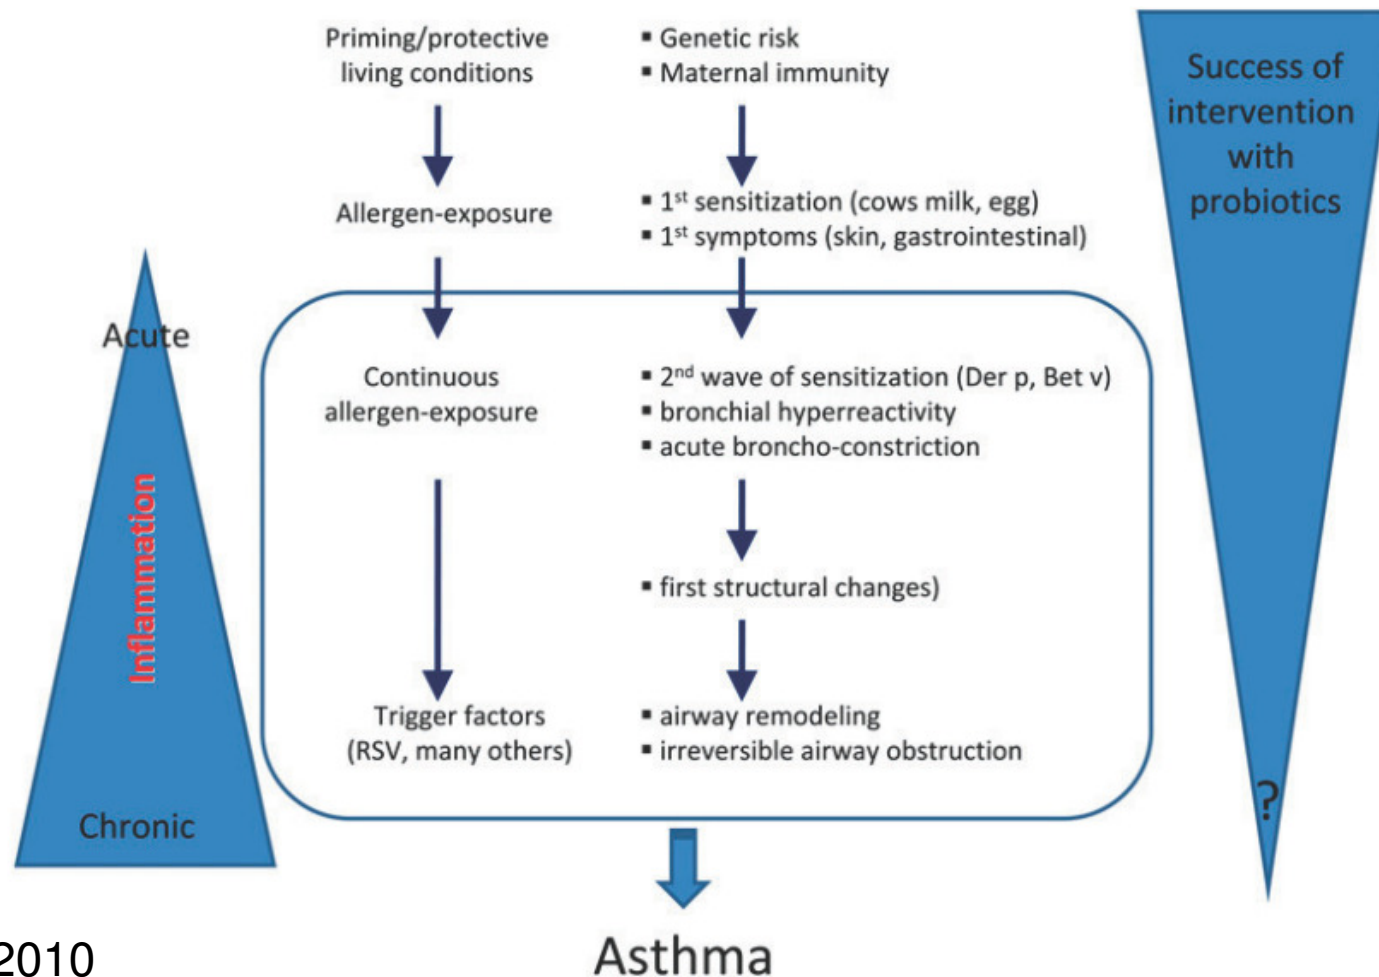 Priming/protective
living conditions
▪ Genetic risk
▪ Maternal immunity
Success of
intervention
with
probiotics
Allergen-exposure
▪ 1st sensitization (cows milk, egg)
▪ 1st symptoms (skin, gastrointestinal)
Acute
Inflammation
Chronic
Continuous
allergen-exposure
▪ 2nd wave of sensitization (Der p, Bet v)
▪ bronchial hyperreactivity
▪ acute broncho-constriction
▪ first structural changes)
Trigger factors
(RSV, many others)
▪ airway remodeling
▪ irreversible airway obstruction
?
Asthma
2010